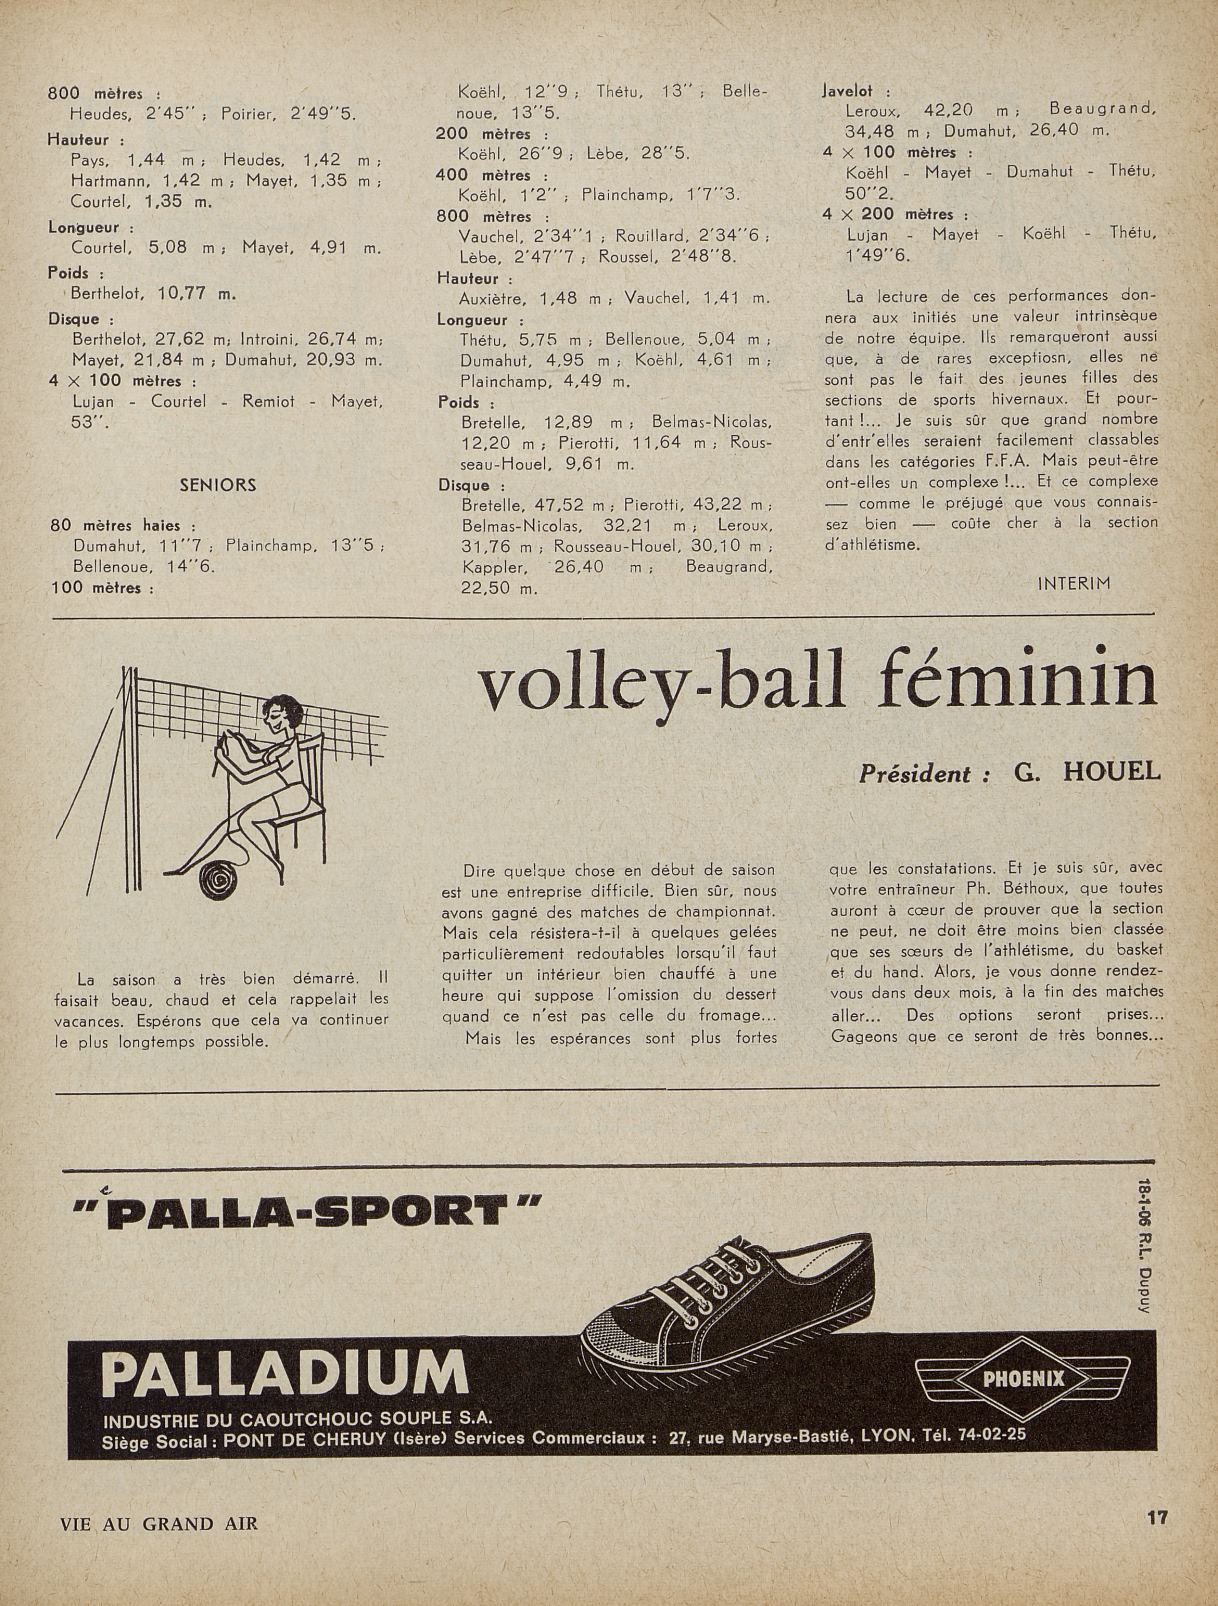 800 mètres :
Heudes, 2'45'' ; Poirier, 2'49''5.
Hauteur :
Pays, 1,44 m ; Heudes, 1,42 m ;
Hartmann, 1,42 m ; Mayet, 1,35 m ;
Courtel, 1,35 m.
Longueur :
Courtel, 5,08 m ; Mayet, 4,91 m.
Poids :
Berthelot, 10,77 m.
Disque :
Berthelot, 27,62 m; Introini, 26,74 m;
Mayet, 21,84 m ; Dumahut, 20,93 m.
4 × 100 mètres :
Lujan - Courtel - Remiot - Mayet,
53''.
SENIORS
80 mètres haies :
Dumahut, 11''7 ; Plainchamp, 13''5 ;
Bellenoue, 14''6.
100 mètres :
Koëhl, 12''9 ; Thétu, 13'' ; Belle-
noue, 13''5.
200 mètres :
Koëhl, 26''9 ; Lèbe, 28''5.
400 mètres :
Koëhl, 1'2'' ; Plainchamp, 1'7''3.
800 mètres :
Vauchel, 2'34''1 ; Rouillard, 2'34''6 ;
Lèbe, 2'47''7 ; Roussel, 2'48''8.
Hauteur :
Auxiètre, 1,48 m ; Vauchel, 1,41 m.
Longueur :
Thétu, 5,75 m ; Bellenoue, 5,04 m ;
Dumahut, 4,95 m ; Koëhl, 4,61 m ;
Plainchamp, 4,49 m.
Poids :
Bretelle, 12,89 m ; Belmas-Nicolas,
12,20 m ; Pierotti, 11,64 m ; Rous-
seau-Houel, 9,61 m.
Disque :
Bretelle, 47,52 m ; Pierotti, 43,22 m ;
Belmas-Nicolas, 32,21 m ; Leroux,
31,76 m ; Rousseau-Houel, 30,10 m ;
Kappler, 26,40 m ; Beaugrand,
22,50 m.
Javelot :
Leroux, 42,20 m ; Beaugrand,
34,48 m ; Dumahut, 26,40 m.
4 × 100 mètres :
Koëhl - Mayet - Dumahut - Thétu,
50''2.
4 × 200 mètres :
Lujan - Mayet - Koëhl - Thétu,
1'49''6.
La lecture de ces performances don-
nera aux initiés une valeur intrinsèque
de notre équipe. Ils remarqueront aussi
que, à de rares exceptiosn, elles ne
sont pas le fait des jeunes filles des
sections de sports hivernaux. Et pour-
tant !... Je suis sûr que grand nombre
d'entr'elles seraient facilement classables
dans les catégories F.F.A. Mais peut-être
ont-elles un complexe !... Et ce complexe
— comme le préjugé que vous connais-
sez bien — coûte cher à la section
d'athlétisme.
INTERIM
volley-ball féminin
Président : G. HOUEL
La saison a très bien démarré. Il
faisait beau, chaud et cela rappelait les
vacances. Espérons que cela va continuer
le plus longtemps possible.
Dire quelque chose en début de saison
est une entreprise difficile. Bien sûr, nous
avons gagné des matches de championnat.
Mais cela résistera-t-il à quelques gelées
particulièrement redoutables lorsqu'il faut
quitter un intérieur bien chauffé à une
heure qui suppose l'omission du dessert
quand ce n'est pas celle du fromage...
Mais les espérances sont plus fortes
que les constatations. Et je suis sûr, avec
votre entraîneur Ph. Béthoux, que toutes
auront à cœur de prouver que la section
ne peut, ne doit être moins bien classée
que ses sœurs de l'athlétisme, du basket
et du hand. Alors, je vous donne rendez-
vous dans deux mois, à la fin des matches
aller... Des options seront prises...
Gageons que ce seront de très bonnes...
"PALLA-SPORT"
18-1-06 R.L. Dupuy
PALLADIUM
PHOENIX
INDUSTRIE DU CAOUTCHOUC SOUPLE S.A.
Siège Social : PONT DE CHERUY (Isère) Services Commerciaux : 27, rue Maryse-Bastié, LYON, Tél. 74-02-25
VIE AU GRAND AIR
17